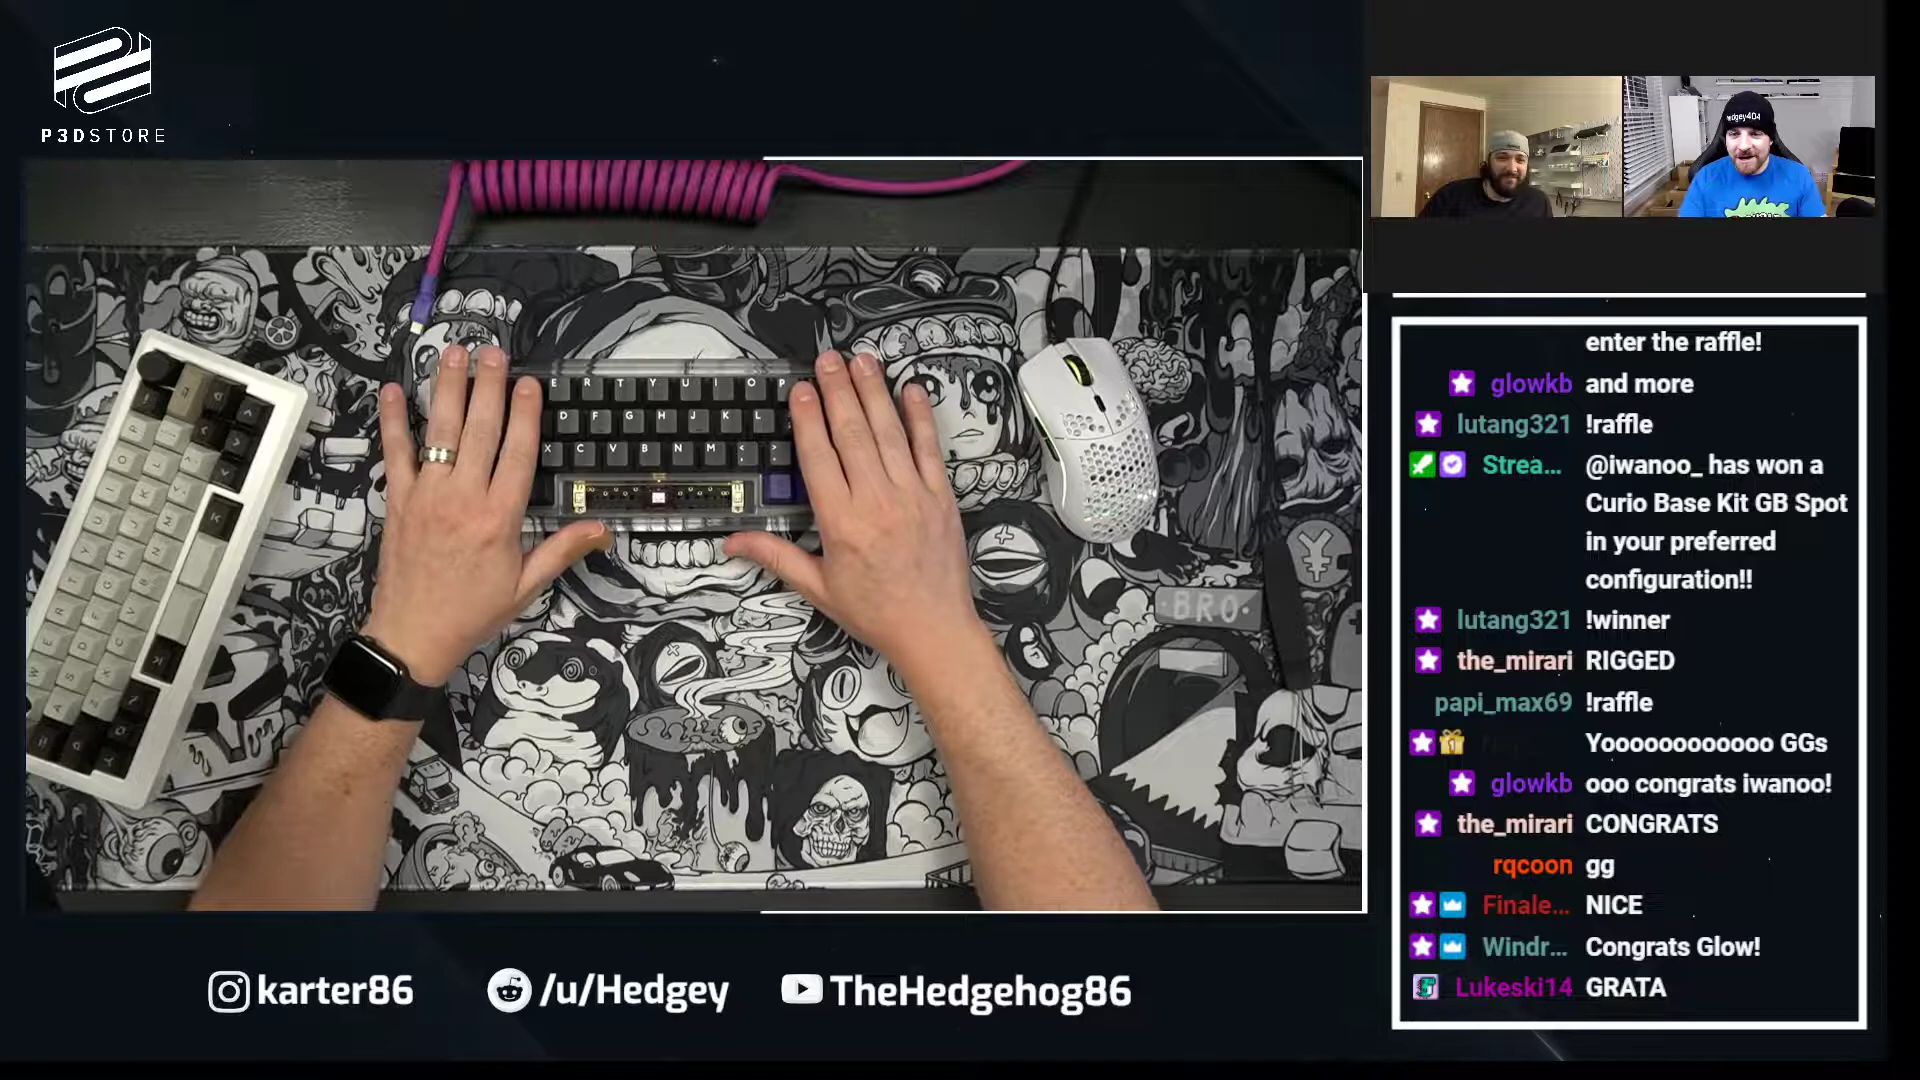 P3DSTORE
hedgey404
E R T Y U I O P
D F G H J K L
X C V B N M < >
BRO
¥
enter the raffle!
glowkb and more
lutang321 !raffle
Strea... @iwanoo_ has won a
Curio Base Kit GB Spot
in your preferred
configuration!!
lutang321 !winner
the_mirari RIGGED
papi_max69 !raffle
Yoooooooooooo GGs
glowkb ooo congrats iwanoo!
the_mirari CONGRATS
rqcoon gg
Finale... NICE
Windr... Congrats Glow!
Lukeski14 GRATA
karter86
/u/Hedgey
TheHedgehog86